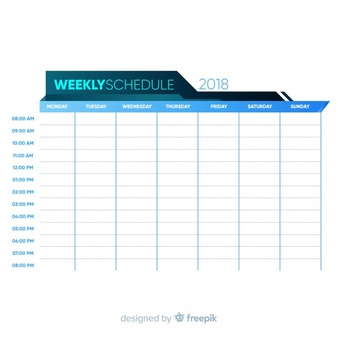 WEEKLYSCHEDULE 2018
MONDAY TUESDAY WEDNESDAY THURSDAY FRIDAY SATURDAY SUNDAY
08:00 AM
09:00 AM
10:00 AM
11:00 AM
12:00 PM
01:00 PM
02:00 PM
03:00 PM
04:00 PM
05:00 PM
06:00 PM
07:00 PM
08:00 PM
designed by freepik